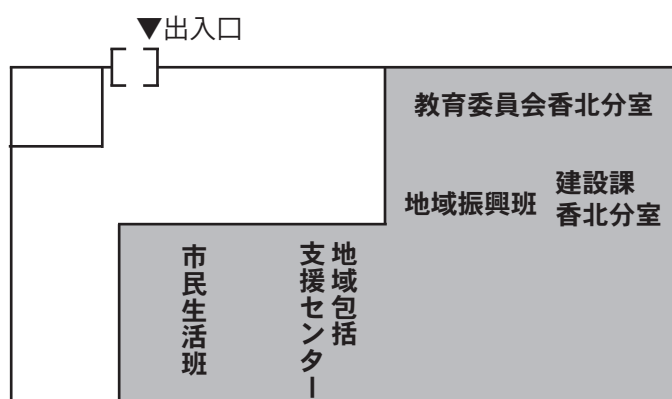 ▼出入口
教育委員会香北分室
地域振興班
建設課
香北分室
市民生活班
地域包括
支援センター